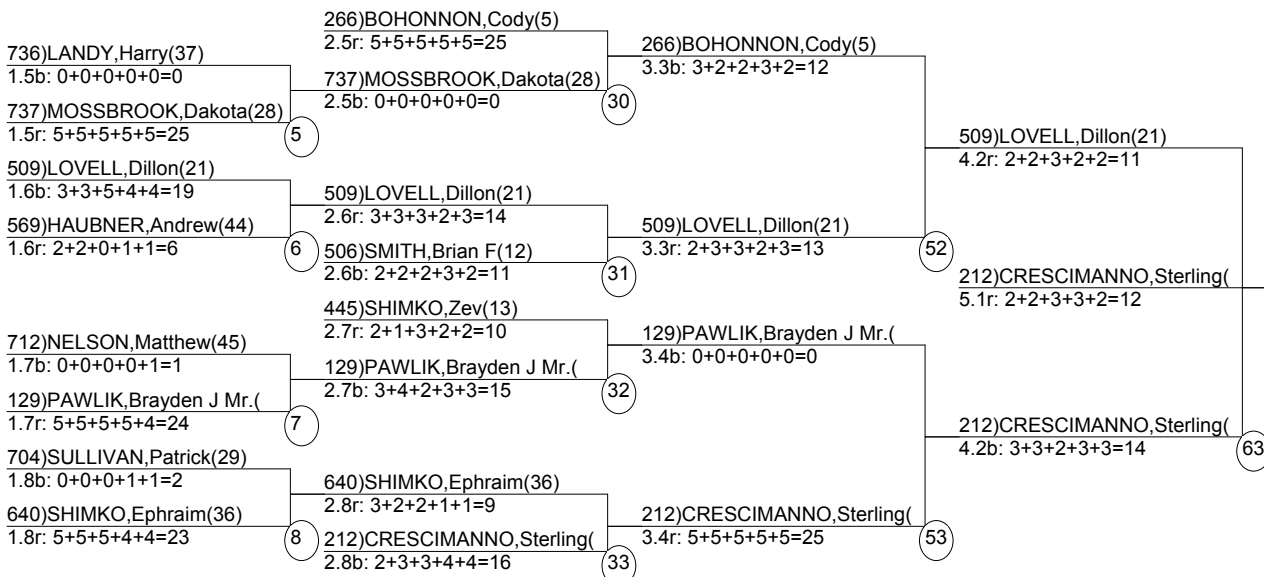 736)LANDY,Harry(37)
1.5b: 0+0+0+0+0=0
737)MOSSBROOK,Dakota(28)
1.5r: 5+5+5+5+5=25
5
509)LOVELL,Dillon(21)
1.6b: 3+3+5+4+4=19
569)HAUBNER,Andrew(44)
1.6r: 2+2+0+1+1=6
6
712)NELSON,Matthew(45)
1.7b: 0+0+0+0+1=1
129)PAWLIK,Brayden J Mr.(
1.7r: 5+5+5+5+4=24
7
704)SULLIVAN,Patrick(29)
1.8b: 0+0+0+1+1=2
640)SHIMKO,Ephraim(36)
1.8r: 5+5+5+4+4=23
8
266)BOHONNON,Cody(5)
2.5r: 5+5+5+5+5=25
737)MOSSBROOK,Dakota(28)
2.5b: 0+0+0+0+0=0
30
509)LOVELL,Dillon(21)
2.6r: 3+3+3+2+3=14
506)SMITH,Brian F(12)
2.6b: 2+2+2+3+2=11
31
445)SHIMKO,Zev(13)
2.7r: 2+1+3+2+2=10
129)PAWLIK,Brayden J Mr.(
2.7b: 3+4+2+3+3=15
32
640)SHIMKO,Ephraim(36)
2.8r: 3+2+2+1+1=9
212)CRESCIMANNO,Sterling(
2.8b: 2+3+3+4+4=16
33
266)BOHONNON,Cody(5)
3.3b: 3+2+2+3+2=12
509)LOVELL,Dillon(21)
3.3r: 2+3+3+2+3=13
52
129)PAWLIK,Brayden J Mr.(
3.4b: 0+0+0+0+0=0
212)CRESCIMANNO,Sterling(
3.4r: 5+5+5+5+5=25
53
509)LOVELL,Dillon(21)
4.2r: 2+2+3+2+2=11
212)CRESCIMANNO,Sterling(
5.1r: 2+2+3+3+2=12
212)CRESCIMANNO,Sterling(
4.2b: 3+3+2+3+3=14
63